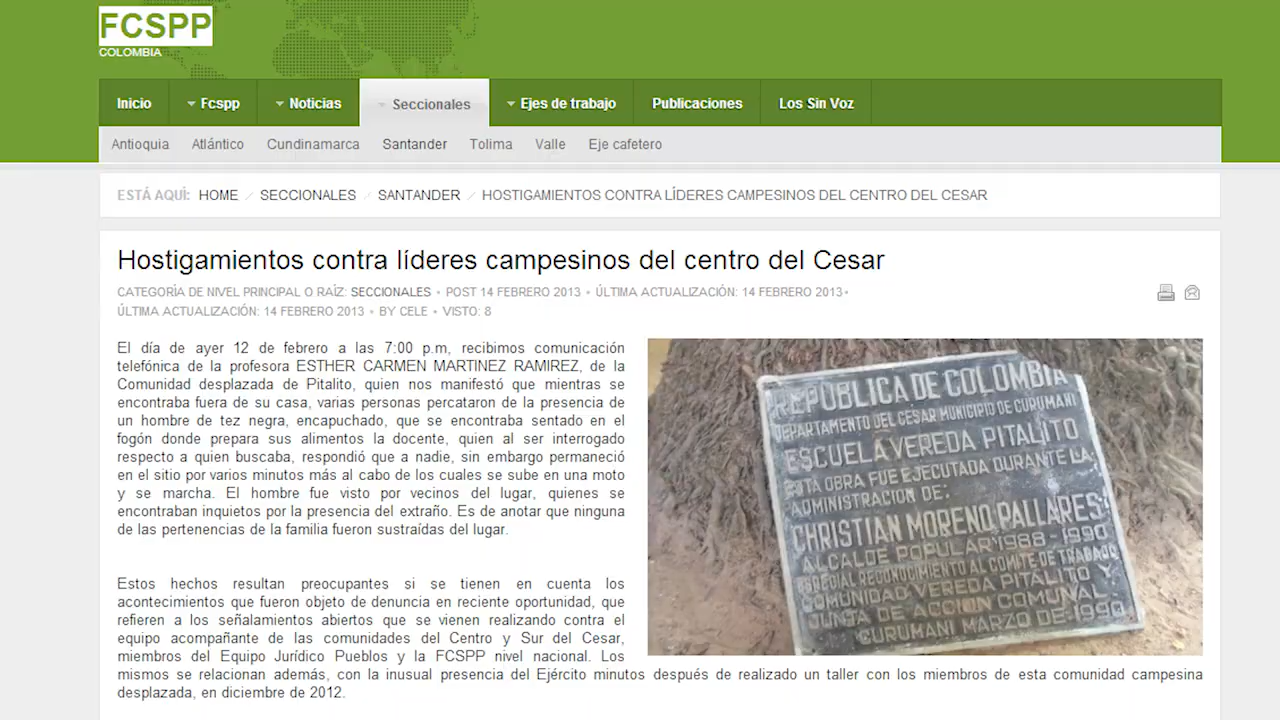 FCSPP
COLOMBIA
Inicio
Fcspp
Noticias
Seccionales
Ejes de trabajo
Publicaciones
Los Sin Voz
Antioquia
Atlántico
Cundinamarca
Santander
Tolima
Valle
Eje cafetero
ESTÁ AQUÌ: HOME / SECCIONALES / SANTANDER / HOSTIGAMIENTOS CONTRA LÍDERES CAMPESINOS DEL CENTRO DEL CESAR
Hostigamientos contra líderes campesinos del centro del Cesar
CATEGORÌA DE NIVEL PRINCIPAL O RAÍZ: SECCIONALES • POST 14 FEBRERO 2013 • ÚLTIMA ACTUALIZACIÓN: 14 FEBRERO 2013 •
ÚLTIMA ACTUALIZACIÓN: 14 FEBRERO 2013 • BY CELE • VISTO: 8
El día de ayer 12 de febrero a las 7:00 p.m, recibimos comunicación
telefónica de la profesora ESTHER CARMEN MARTINEZ RAMIREZ, de la
Comunidad desplazada de Pitalito, quien nos manifestó que mientras se
encontraba fuera de su casa, varias personas percataron de la presencia de
un hombre de tez negra, encapuchado, que se encontraba sentado en el
fogón donde prepara sus alimentos la docente, quien al ser interrogado
respecto a quien buscaba, respondió que a nadie, sin embargo permaneció
en el sitio por varios minutos más al cabo de los cuales se sube en una moto
y se marcha. El hombre fue visto por vecinos del lugar, quienes se
encontraban inquietos por la presencia del extraño. Es de anotar que ninguna
de las pertenencias de la familia fueron sustraídas del lugar.
Estos hechos resultan preocupantes si se tienen en cuenta los
acontecimientos que fueron objeto de denuncia en reciente oportunidad, que
refieren a los señalamientos abiertos que se vienen realizando contra el
equipo acompañante de las comunidades del Centro y Sur del Cesar,
miembros del Equipo Jurídico Pueblos y la FCSPP nivel nacional. Los
mismos se relacionan además, con la inusual presencia del Ejército minutos después de realizado un taller con los miembros de esta comunidad campesina
desplazada, en diciembre de 2012.
REPUBLICA DE COLOMBIA
DEPARTAMENTO DEL CESAR MUNICIPIO DE CURUMANI
ESCUELA VEREDA PITALITO
ESTA OBRA FUE EJECUTADA DURANTE LA
ADMINISTRACION DE:
CHRISTIAN MORENO PALLARES:
ALCALDE POPULAR 1988-1990
ESPECIAL RECONOCIMIENTO AL COMITE DE TRABAJO
COMUNIDAD VEREDA PITALITO Y
JUNTA DE ACCION COMUNAL
CURUMANI MARZO DE 1990